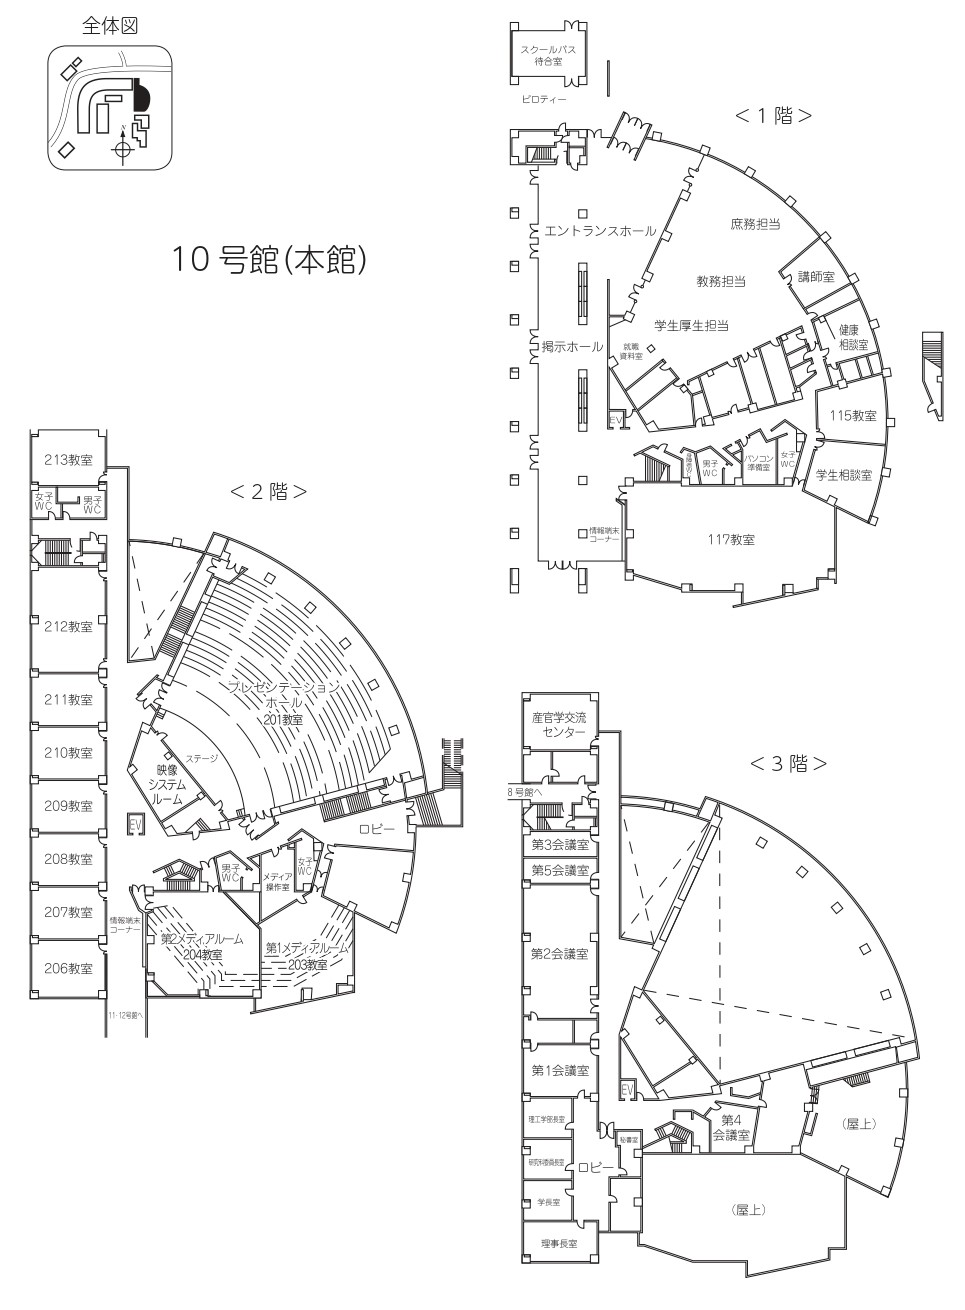 全体図
N
10号館(本館)
<1階>
スクールバス
待合室
ピロティー
エントランスホール
庶務担当
教務担当
講師室
学生厚生担当
健康
相談室
掲示ホール
就職
資料室
EV
115教室
男子
WC
パソコン
準備室
女子
WC
学生相談室
情報端末
コーナー
117教室
<2階>
213教室
女子
WC
男子
WC
212教室
211教室
210教室
209教室
208教室
207教室
206教室
プレゼンテーション
ホール
201教室
ステージ
映像
システム
ルーム
EV
ロビー
男子
WC
メディア
操作室
女子
WC
情報端末
コーナー
第2メディアルーム
204教室
第1メディアルーム
203教室
11・12号館へ
<3階>
産官学交流
センター
8号館へ
第3会議室
第5会議室
第2会議室
第1会議室
EV
理工学部長室
秘書室
研究科委員長室
ロビー
学長室
理事長室
第4
会議室
(屋上)
(屋上)